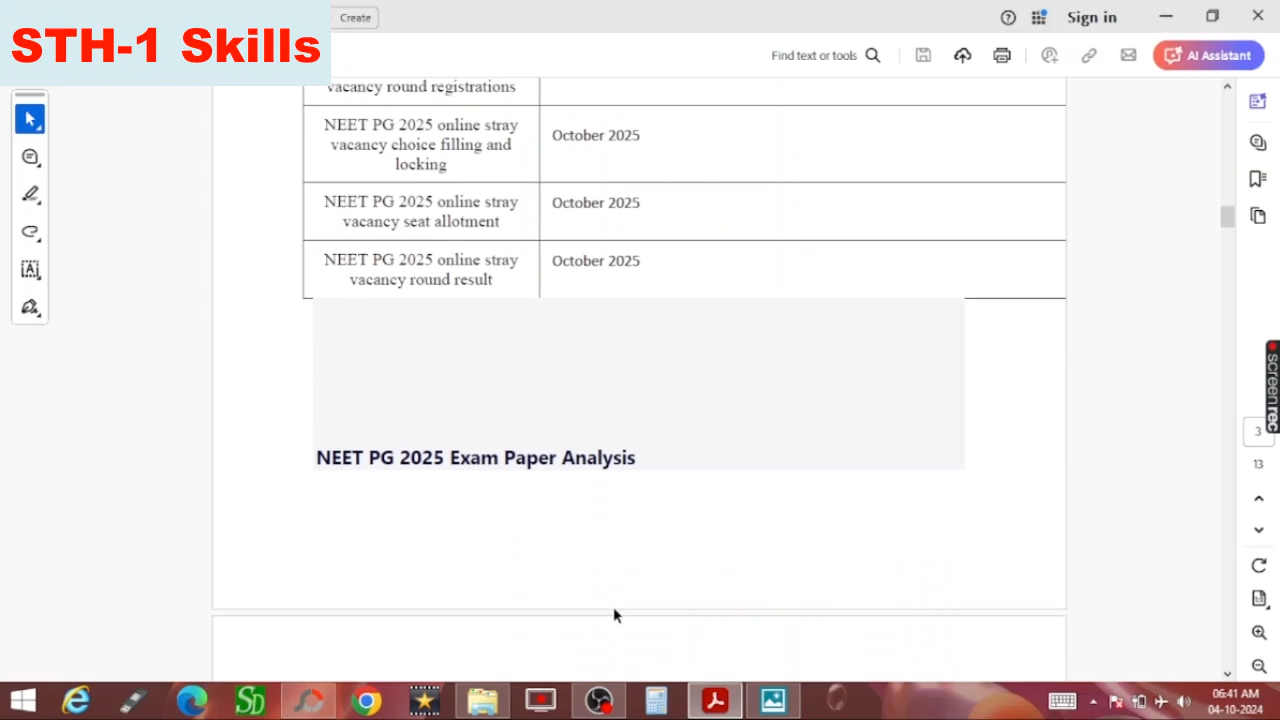 STH-1 Skills
Create
Sign in
Find text or tools
AI Assistant
vacancy round registrations
NEET PG 2025 online stray
vacancy choice filling and
locking
October 2025
NEET PG 2025 online stray
vacancy seat allotment
October 2025
NEET PG 2025 online stray
vacancy round result
October 2025
NEET PG 2025 Exam Paper Analysis
screenrec
3
13
06:41 AM
04-10-2024